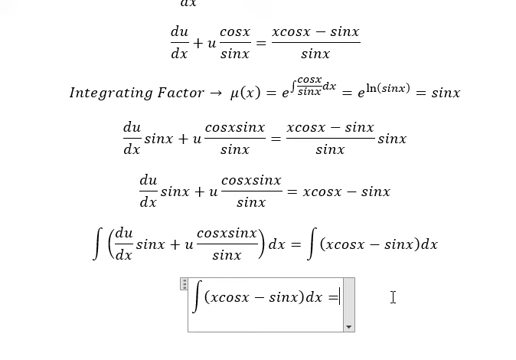 dx
du/dx + u cosx/sinx = (xcosx − sinx)/sinx
Integrating Factor → μ(x) = e^∫(cosx/sinx)dx = e^ln(sinx) = sinx
du/dx sinx + u cosxsinx/sinx = (xcosx − sinx)/sinx sinx
du/dx sinx + u cosxsinx/sinx = xcosx − sinx
∫(du/dx sinx + u cosxsinx/sinx)dx = ∫(xcosx − sinx)dx
∫(xcosx − sinx)dx =